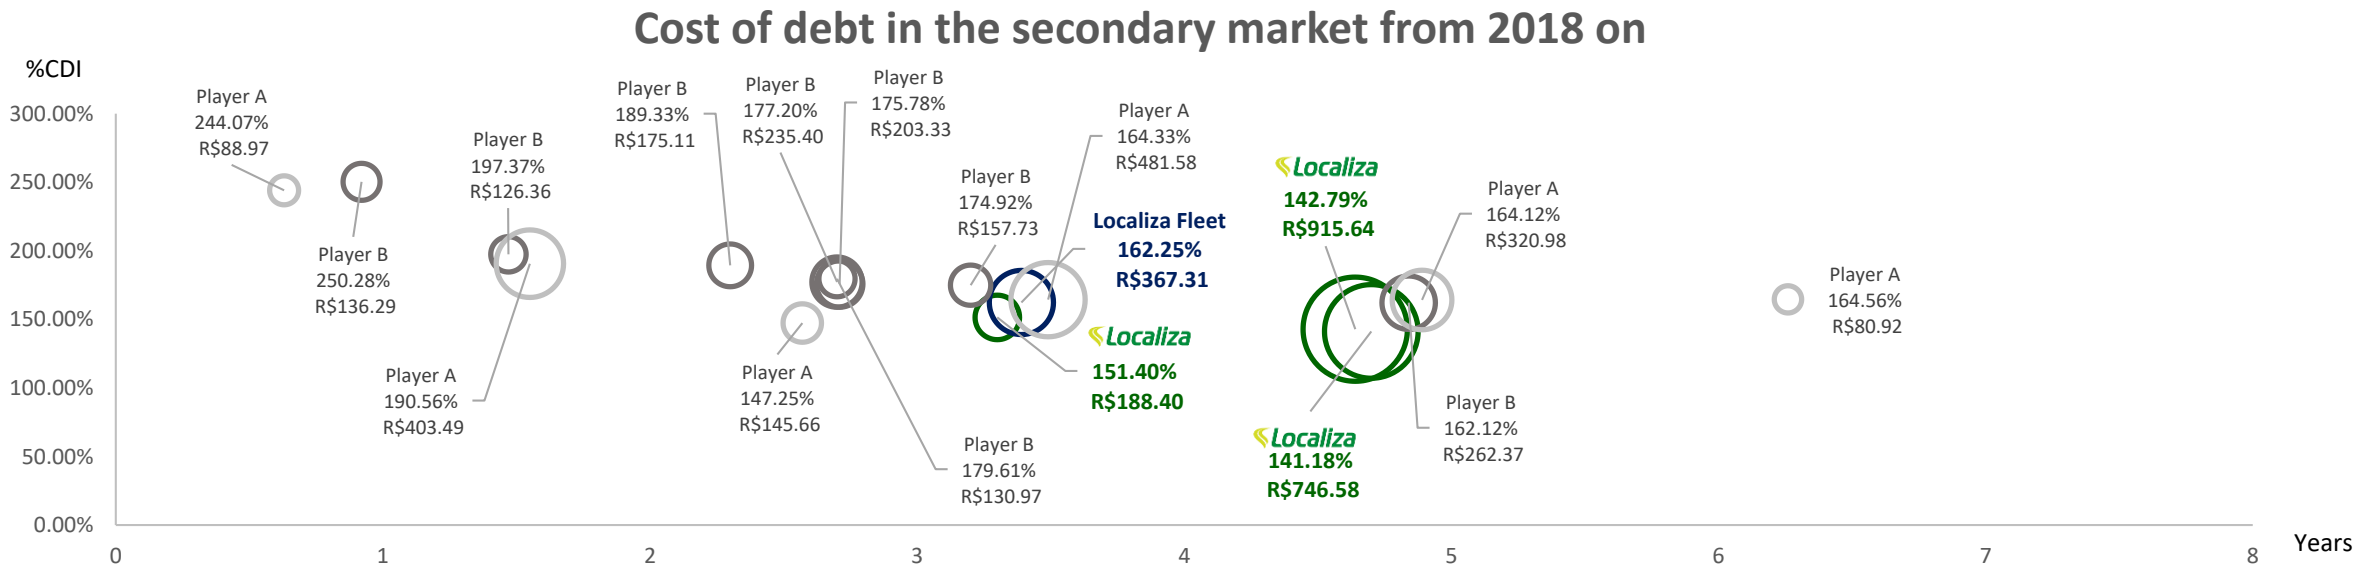 Cost of debt in the secondary market from 2018 on
%CDI
300.00%
250.00%
200.00%
150.00%
100.00%
50.00%
0.00%
Player A
244.07%
R$88.97
Player B
250.28%
R$136.29
Player B
197.37%
R$126.36
Player A
190.56%
R$403.49
Player B
189.33%
R$175.11
Player B
177.20%
R$235.40
Player B
175.78%
R$203.33
Player A
147.25%
R$145.66
Player B
179.61%
R$130.97
Player B
174.92%
R$157.73
Player A
164.33%
R$481.58
Localiza Fleet
162.25%
R$367.31
Localiza
151.40%
R$188.40
Localiza
142.79%
R$915.64
Localiza
141.18%
R$746.58
Player A
164.12%
R$320.98
Player B
162.12%
R$262.37
Player A
164.56%
R$80.92
0
1
2
3
4
5
6
7
8
Years